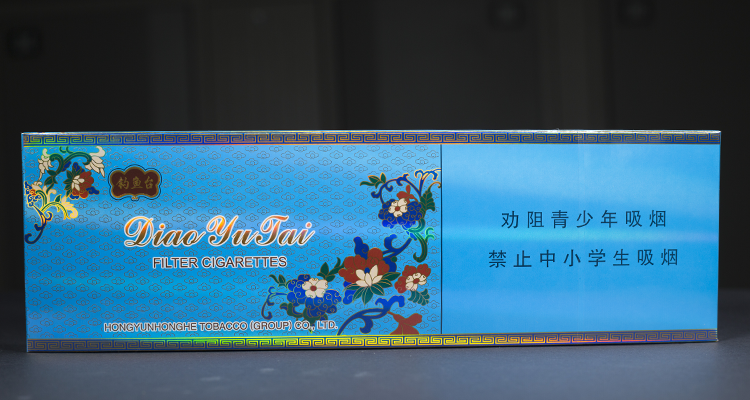 钓鱼台
Diao Yu Tai
FILTER CIGARETTES
HONGYUNHONGHE TOBACCO (GROUP) CO., LTD.
劝阻青少年吸烟
禁止中小学生吸烟